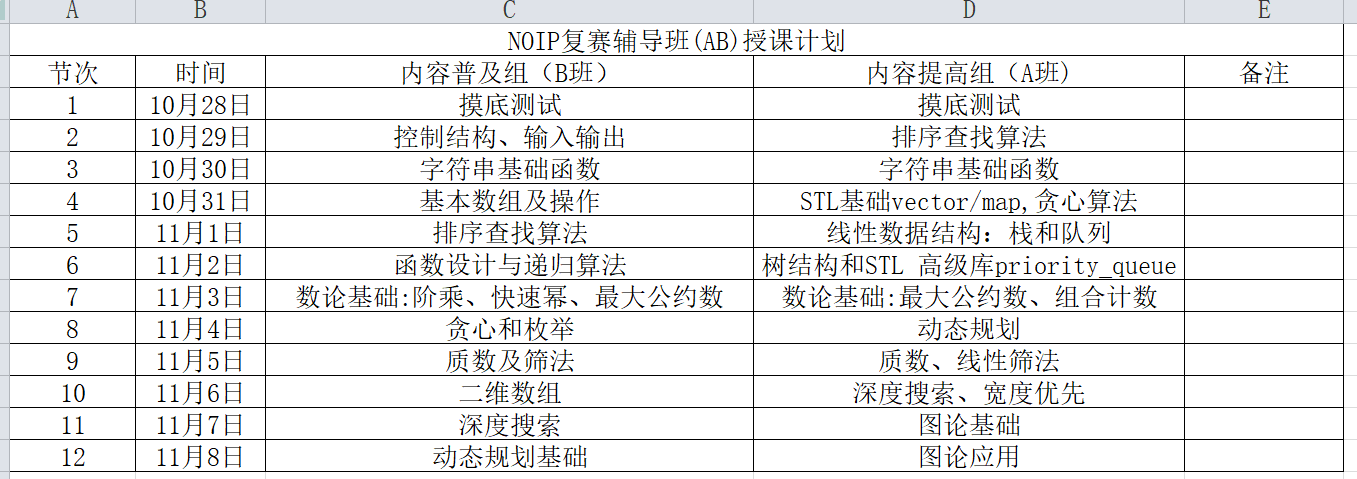 A B C D E
NOIP复赛辅导班(AB)授课计划
节次 时间 内容普及组（B班） 内容提高组（A班) 备注
1 10月28日 摸底测试 摸底测试
2 10月29日 控制结构、输入输出 排序查找算法
3 10月30日 字符串基础函数 字符串基础函数
4 10月31日 基本数组及操作 STL基础vector/map,贪心算法
5 11月1日 排序查找算法 线性数据结构：栈和队列
6 11月2日 函数设计与递归算法 树结构和STL 高级库priority_queue
7 11月3日 数论基础:阶乘、快速幂、最大公约数 数论基础:最大公约数、组合计数
8 11月4日 贪心和枚举 动态规划
9 11月5日 质数及筛法 质数、线性筛法
10 11月6日 二维数组 深度搜索、宽度优先
11 11月7日 深度搜索 图论基础
12 11月8日 动态规划基础 图论应用